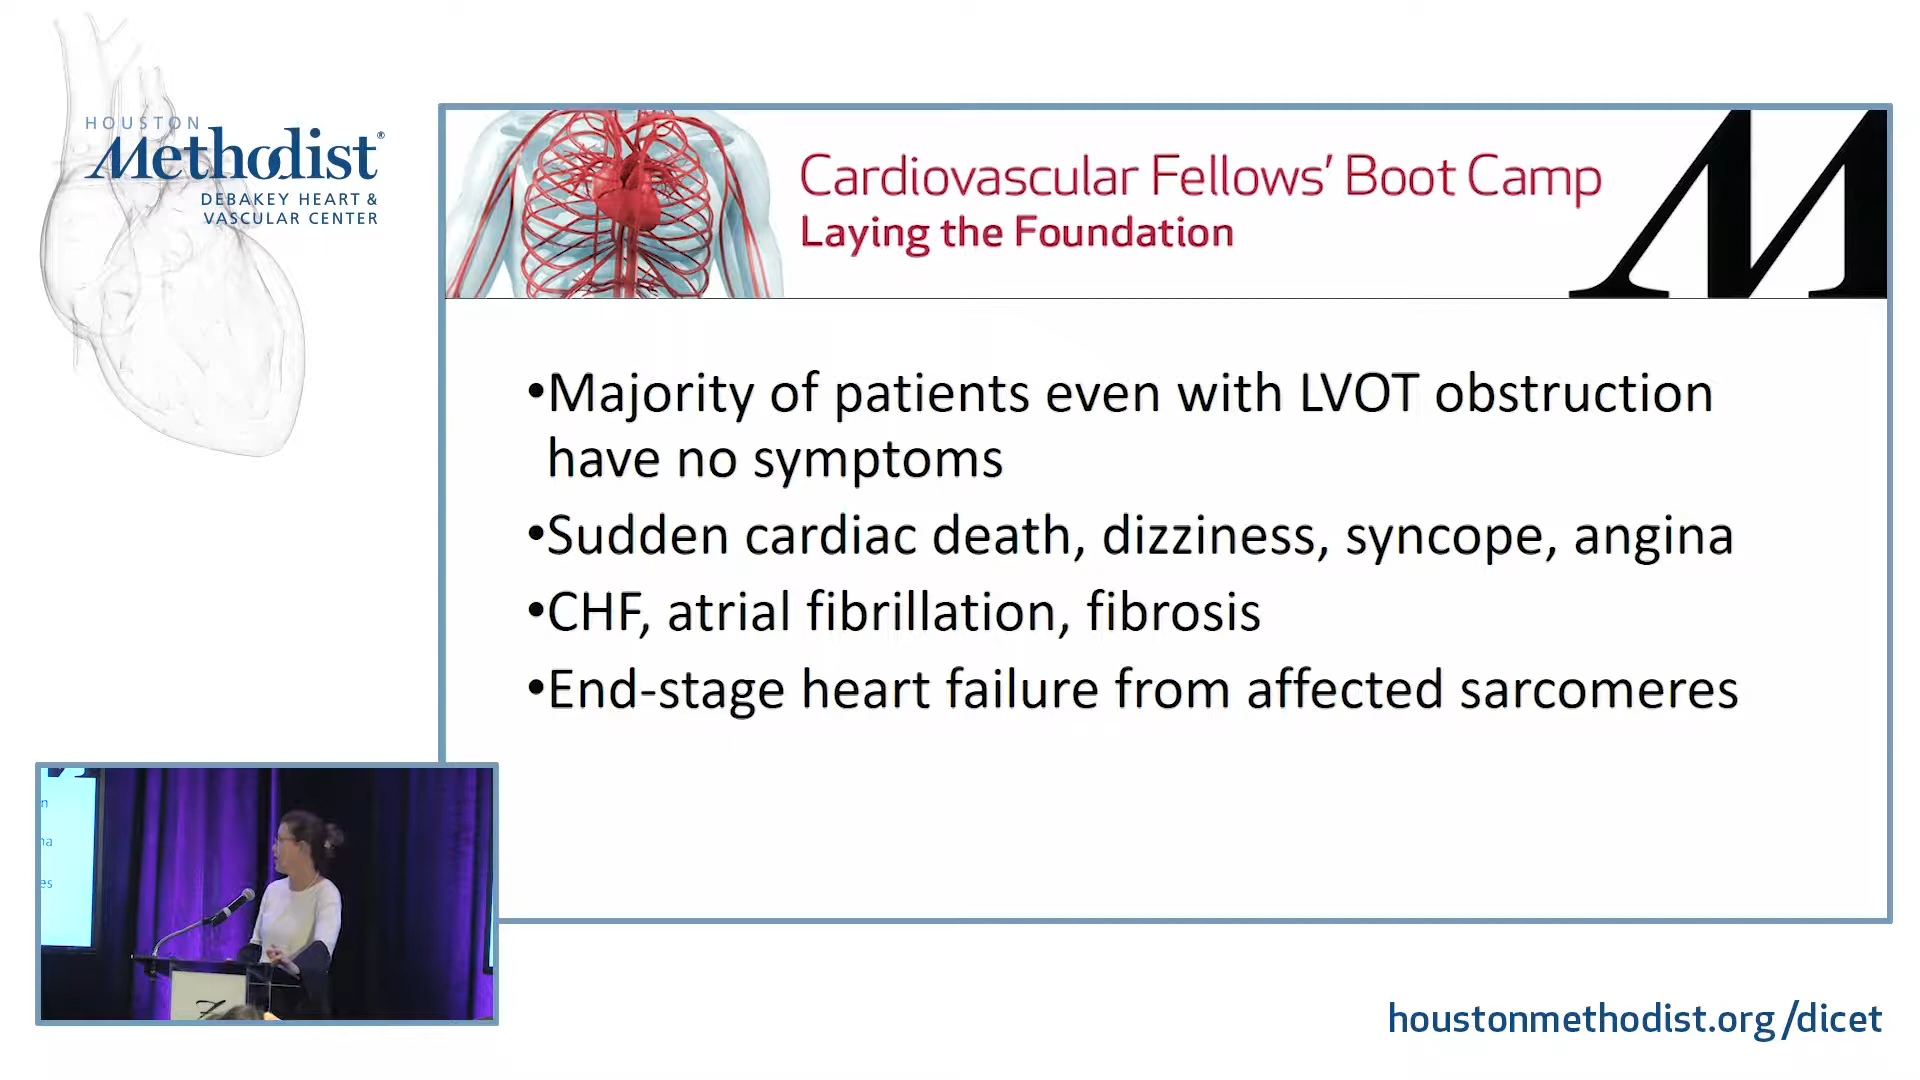 HOUSTON
Methodist®
DEBAKEY HEART &
VASCULAR CENTER
Cardiovascular Fellows’ Boot Camp
Laying the Foundation
M
•Majority of patients even with LVOT obstruction
have no symptoms
•Sudden cardiac death, dizziness, syncope, angina
•CHF, atrial fibrillation, fibrosis
•End-stage heart failure from affected sarcomeres
n
na
es
houstonmethodist.org/dicet